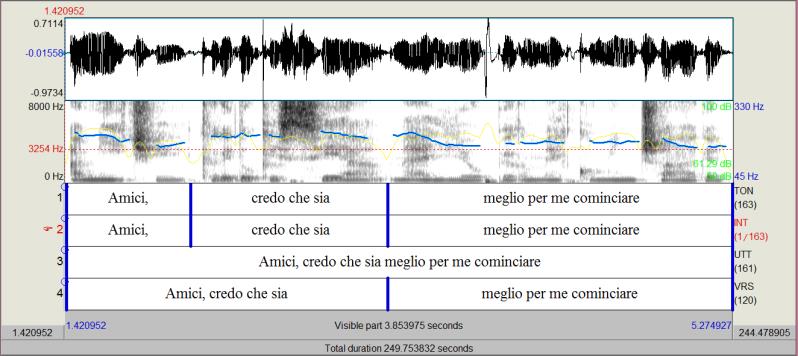 1.420952
0.7114
-0.01558
-0.9734
8000 Hz 100 dB 330 Hz
3254 Hz
61.29 dB
0 Hz 45 Hz
1 Amici, credo che sia meglio per me cominciare TON (163)
2 Amici, credo che sia meglio per me cominciare INT (1/163)
3 Amici, credo che sia meglio per me cominciare UTT (161)
4 Amici, credo che sia meglio per me cominciare VRS (120)
1.420952 Visible part 3.853975 seconds 5.274927
1.420952 244.478905
Total duration 249.753832 seconds